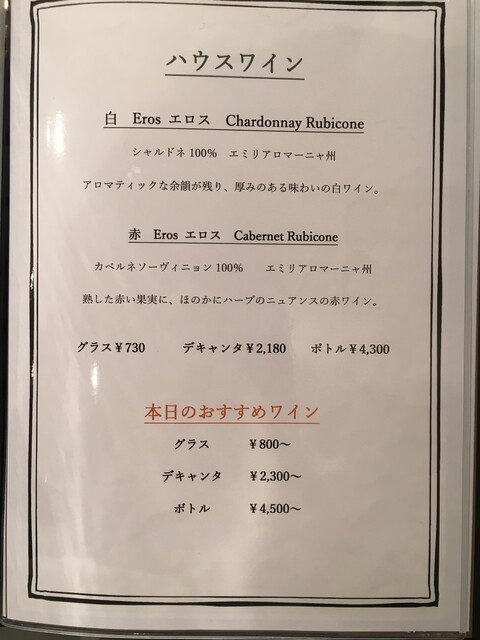 ハウスワイン
白 Eros エロス Chardonnay Rubicone
シャルドネ100% エミリアロマーニャ州
アロマティックな余韻が残り、厚みのある味わいの白ワイン。
赤 Eros エロス Cabernet Rubicone
カベルネソーヴィニョン100% エミリアロマーニャ州
熟した赤い果実に、ほのかにハーブのニュアンスの赤ワイン。
グラス¥730 デキャンタ¥2,180 ボトル¥4,300
本日のおすすめワイン
グラス ¥800～
デキャンタ ¥2,300～
ボトル ¥4,500～